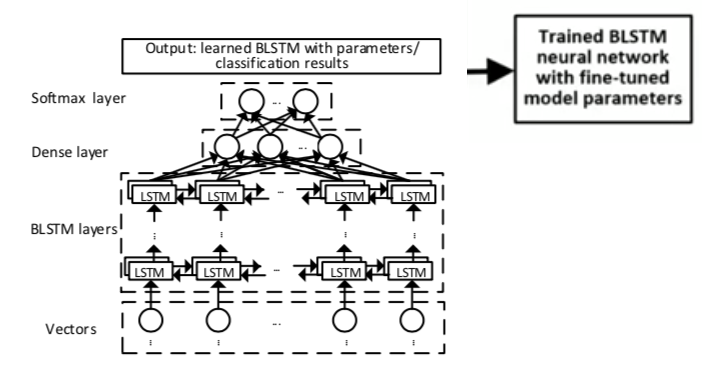 Output: learned BLSTM with parameters/
classification results
Trained BLSTM
neural network
with fine-tuned
model parameters
Softmax layer
...
Dense layer
...
BLSTM layers
LSTM LSTM ... LSTM LSTM
... ... ... ...
LSTM LSTM ... LSTM LSTM
Vectors
...
... ... ... ...